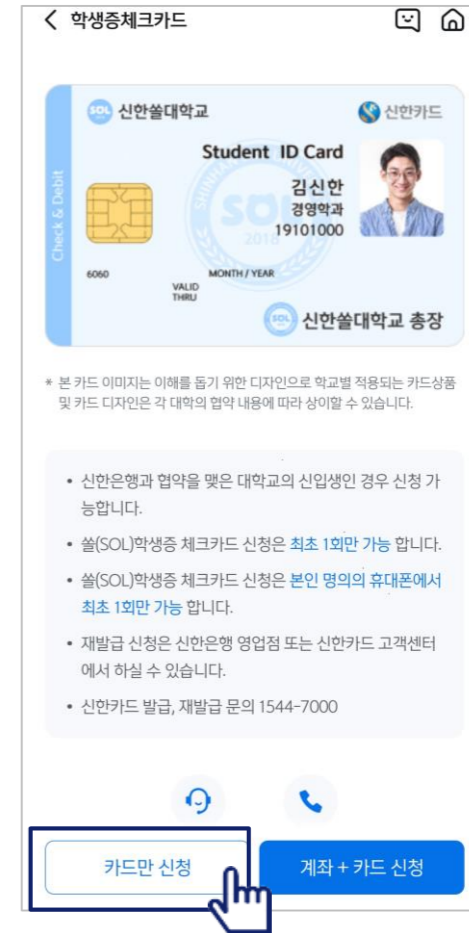 학생증체크카드
SOL 신한쏠대학교
신한카드
Student ID Card
김신한
경영학과
19101000
Check & Debit
SOL
2018
6060
MONTH / YEAR
VALID
THRU
SOL 신한쏠대학교 총장
* 본 카드 이미지는 이해를 돕기 위한 디자인으로 학교별 적용되는 카드상품
및 카드 디자인은 각 대학의 협약 내용에 따라 상이할 수 있습니다.
• 신한은행과 협약을 맺은 대학교의 신입생인 경우 신청 가
능합니다.
• 쏠(SOL)학생증 체크카드 신청은 최초 1회만 가능 합니다.
• 쏠(SOL)학생증 체크카드 신청은 본인 명의의 휴대폰에서
최초 1회만 가능 합니다.
• 재발급 신청은 신한은행 영업점 또는 신한카드 고객센터
에서 하실 수 있습니다.
• 신한카드 발급, 재발급 문의 1544-7000
카드만 신청
계좌 + 카드 신청